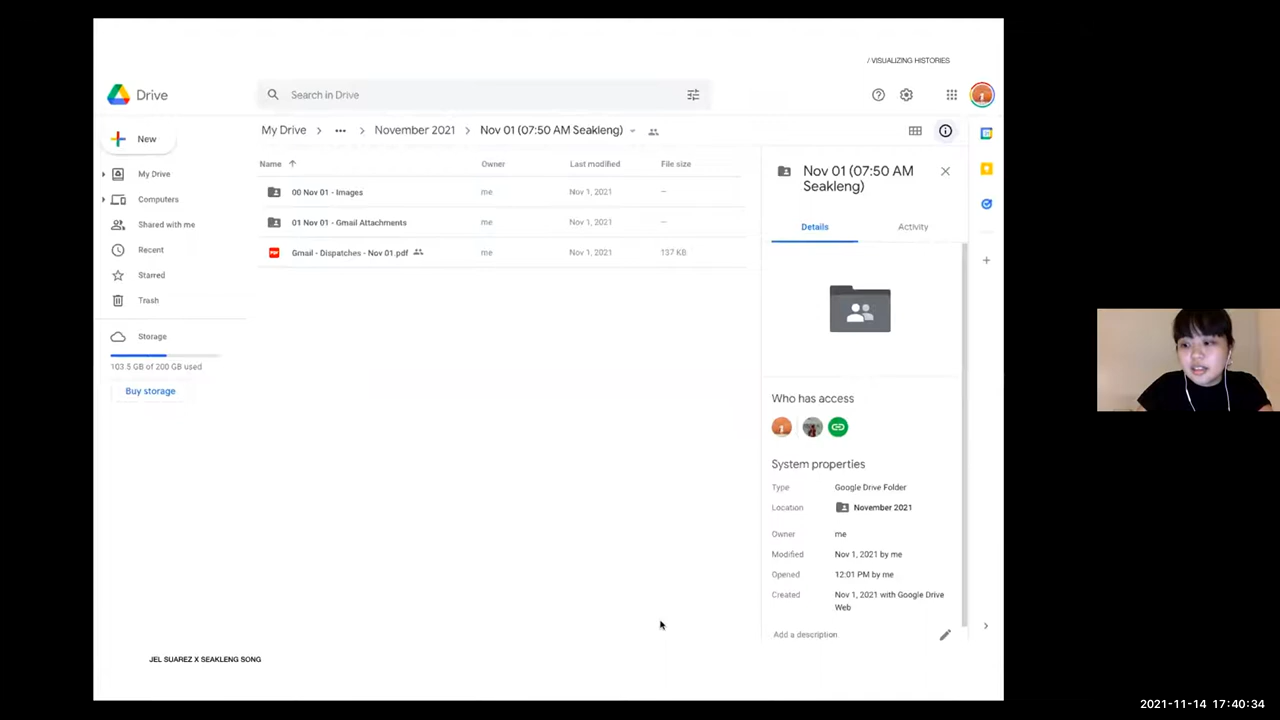 / VISUALIZING HISTORIES
Drive
Search in Drive
New
My Drive
Computers
Shared with me
Recent
Starred
Trash
Storage
103.5 GB of 200 GB used
Buy storage
My Drive > ••• > November 2021 > Nov 01 (07:50 AM Seakleng)
Name Owner Last modified File size
00 Nov 01 - Images me Nov 1, 2021 –
01 Nov 01 - Gmail Attachments me Nov 1, 2021 –
PDF Gmail - Dispatches - Nov 01.pdf me Nov 1, 2021 137 KB
Nov 01 (07:50 AM
Seakleng)
Details Activity
Who has access
System properties
Type Google Drive Folder
Location November 2021
Owner me
Modified Nov 1, 2021 by me
Opened 12:01 PM by me
Created Nov 1, 2021 with Google Drive
Web
Add a description
JEL SUAREZ X SEAKLENG SONG
2021-11-14 17:40:34